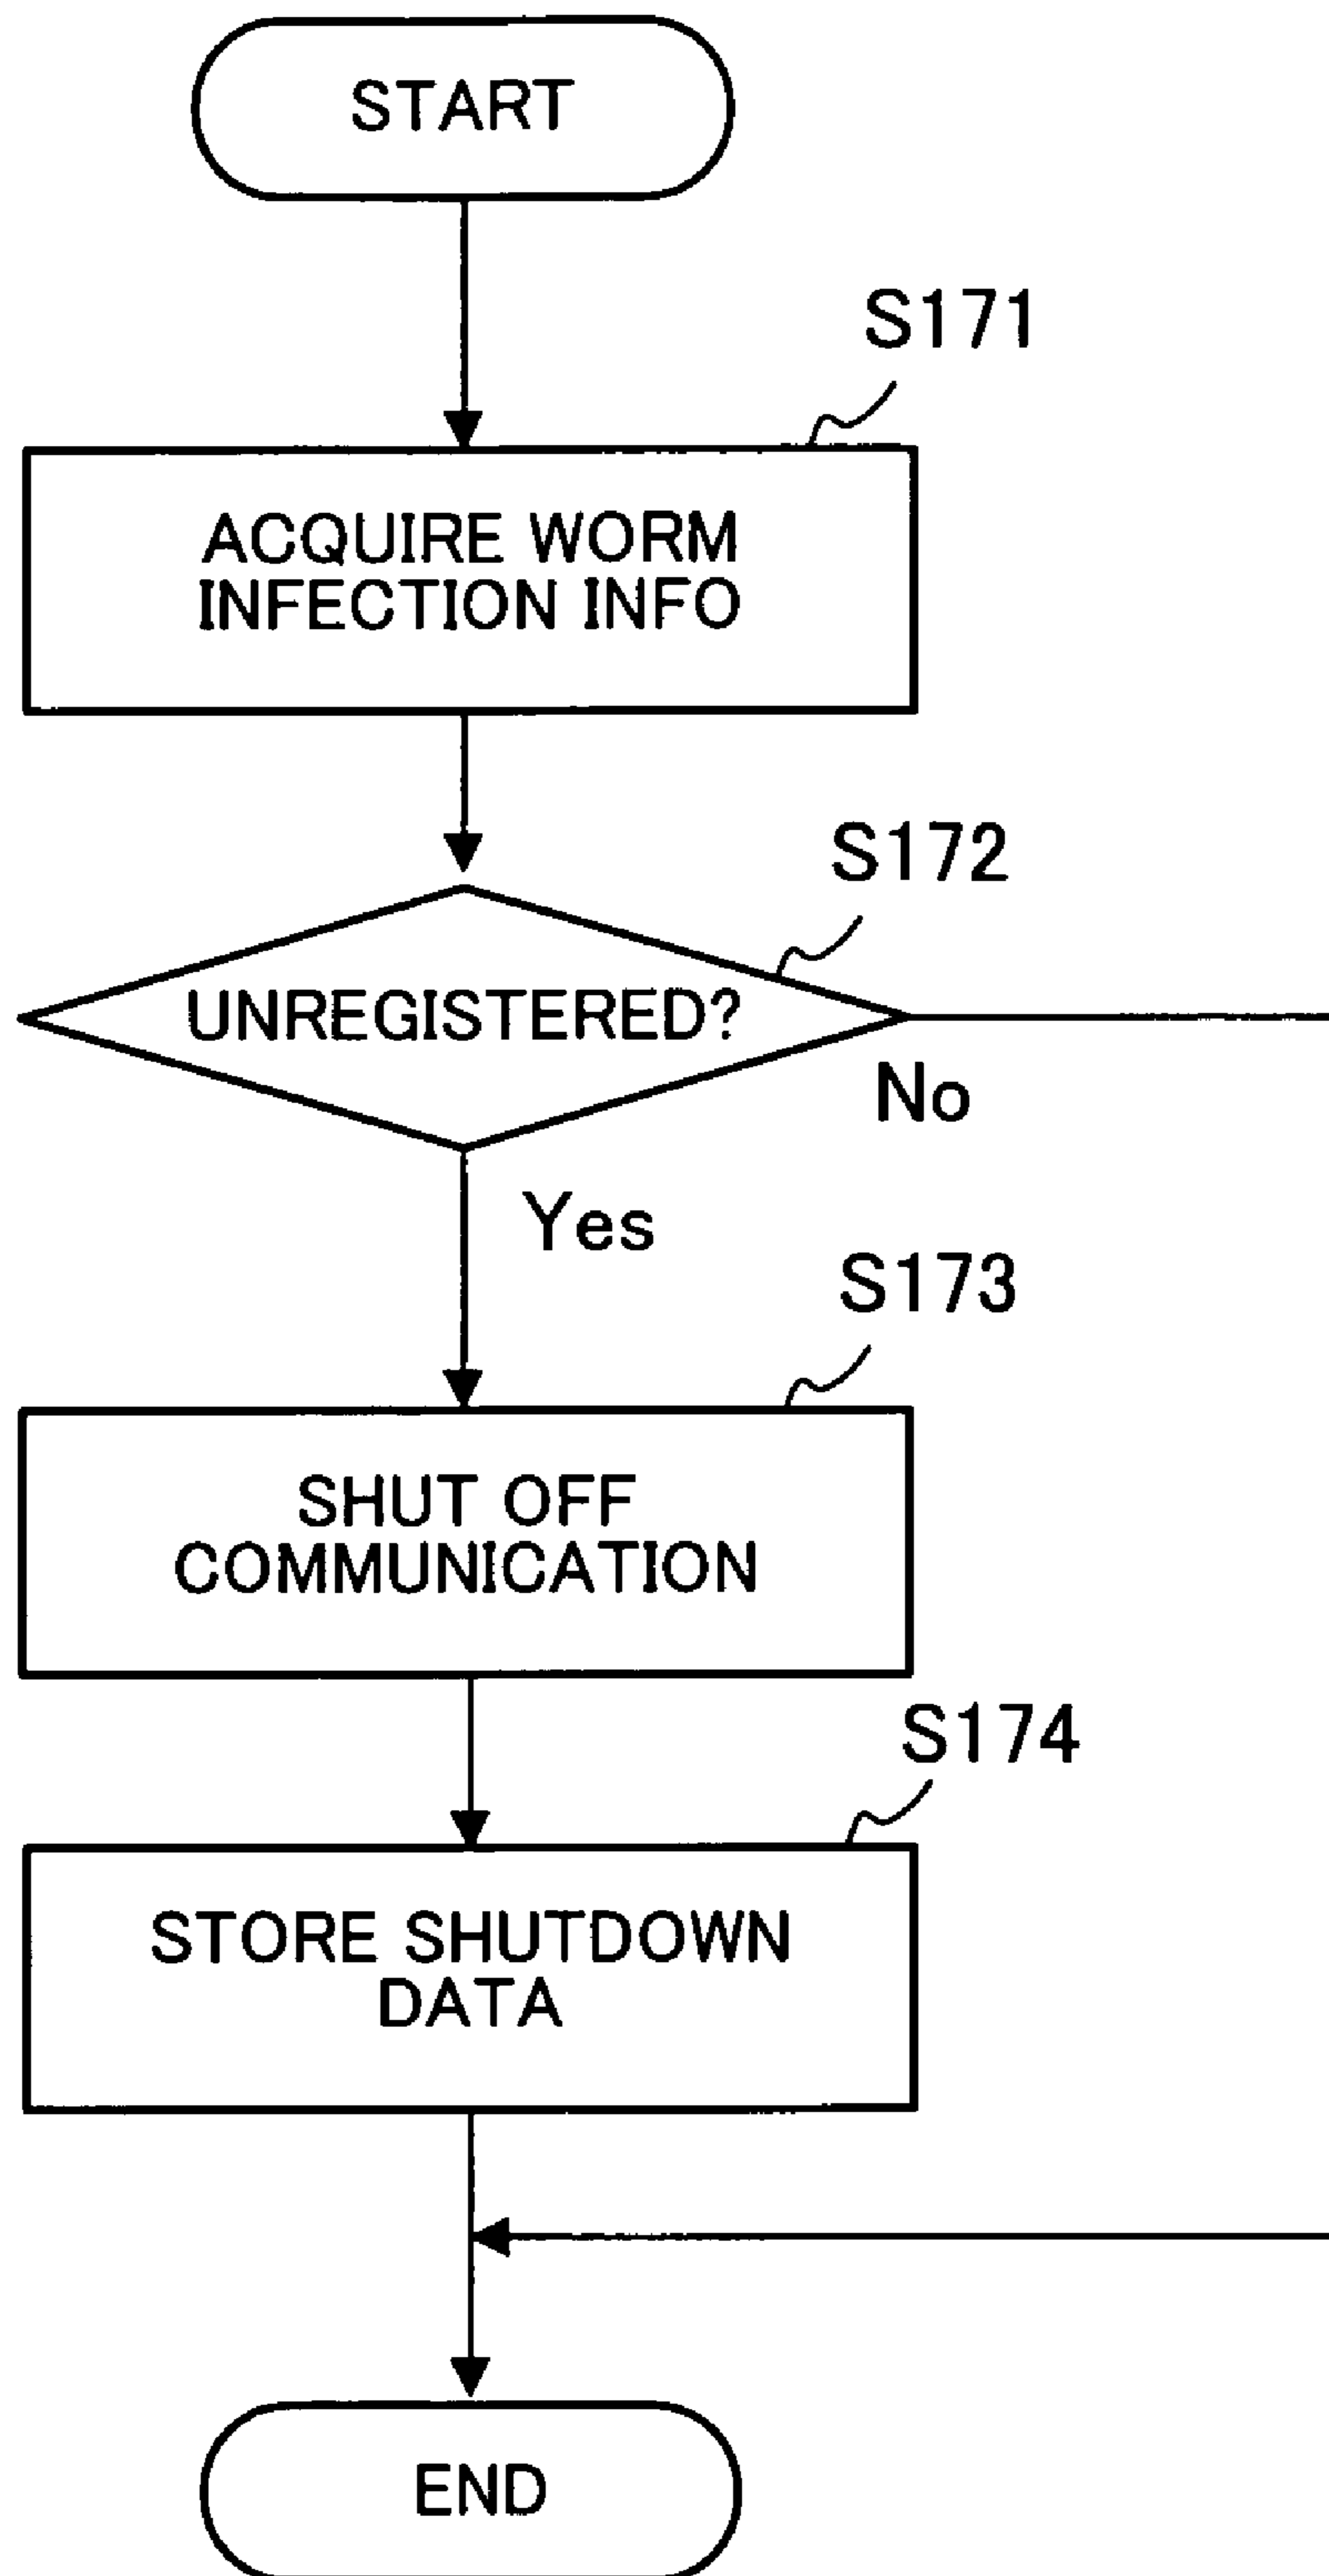 START
S171
ACQUIRE WORM
INFECTION INFO
S172
UNREGISTERED?
No
Yes
S173
SHUT OFF
COMMUNICATION
S174
STORE SHUTDOWN
DATA
END